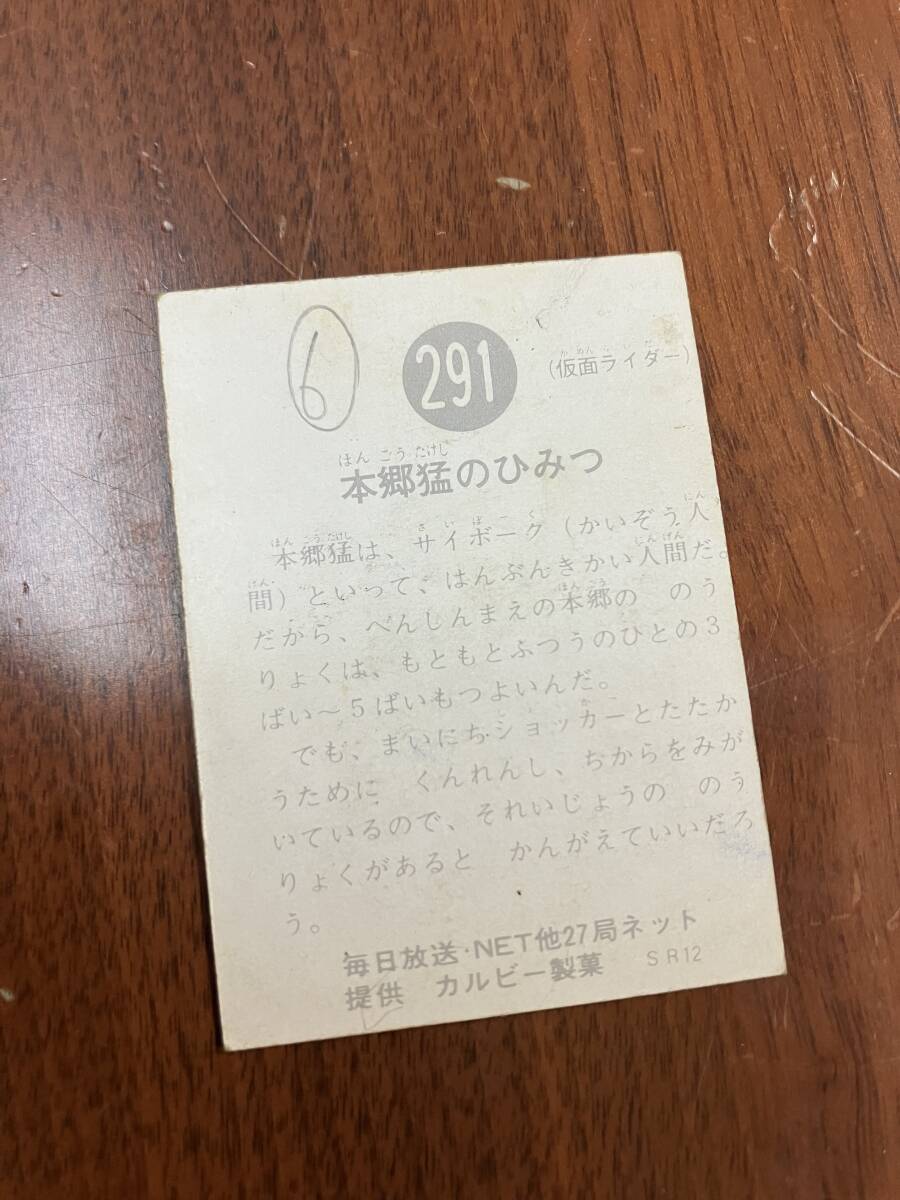 6
291
(仮面ライダー)
本郷猛のひみつ
本郷猛は、サイボーグ(かいぞう人
間)といって、はんぶんきかい人間だ。
だから、へんしんまえの本郷の のう
りょくは、もともとふつうのひとの3
ばい〜5ばいもつよいんだ。
でも、まいにちショッカーとたたか
うために くんれんし、ちからをみが
いているので、それいじょうの のう
りょくがあると かんがえていいだろ
う。
毎日放送・NET他27局ネット
提供 カルビー製菓 SR12